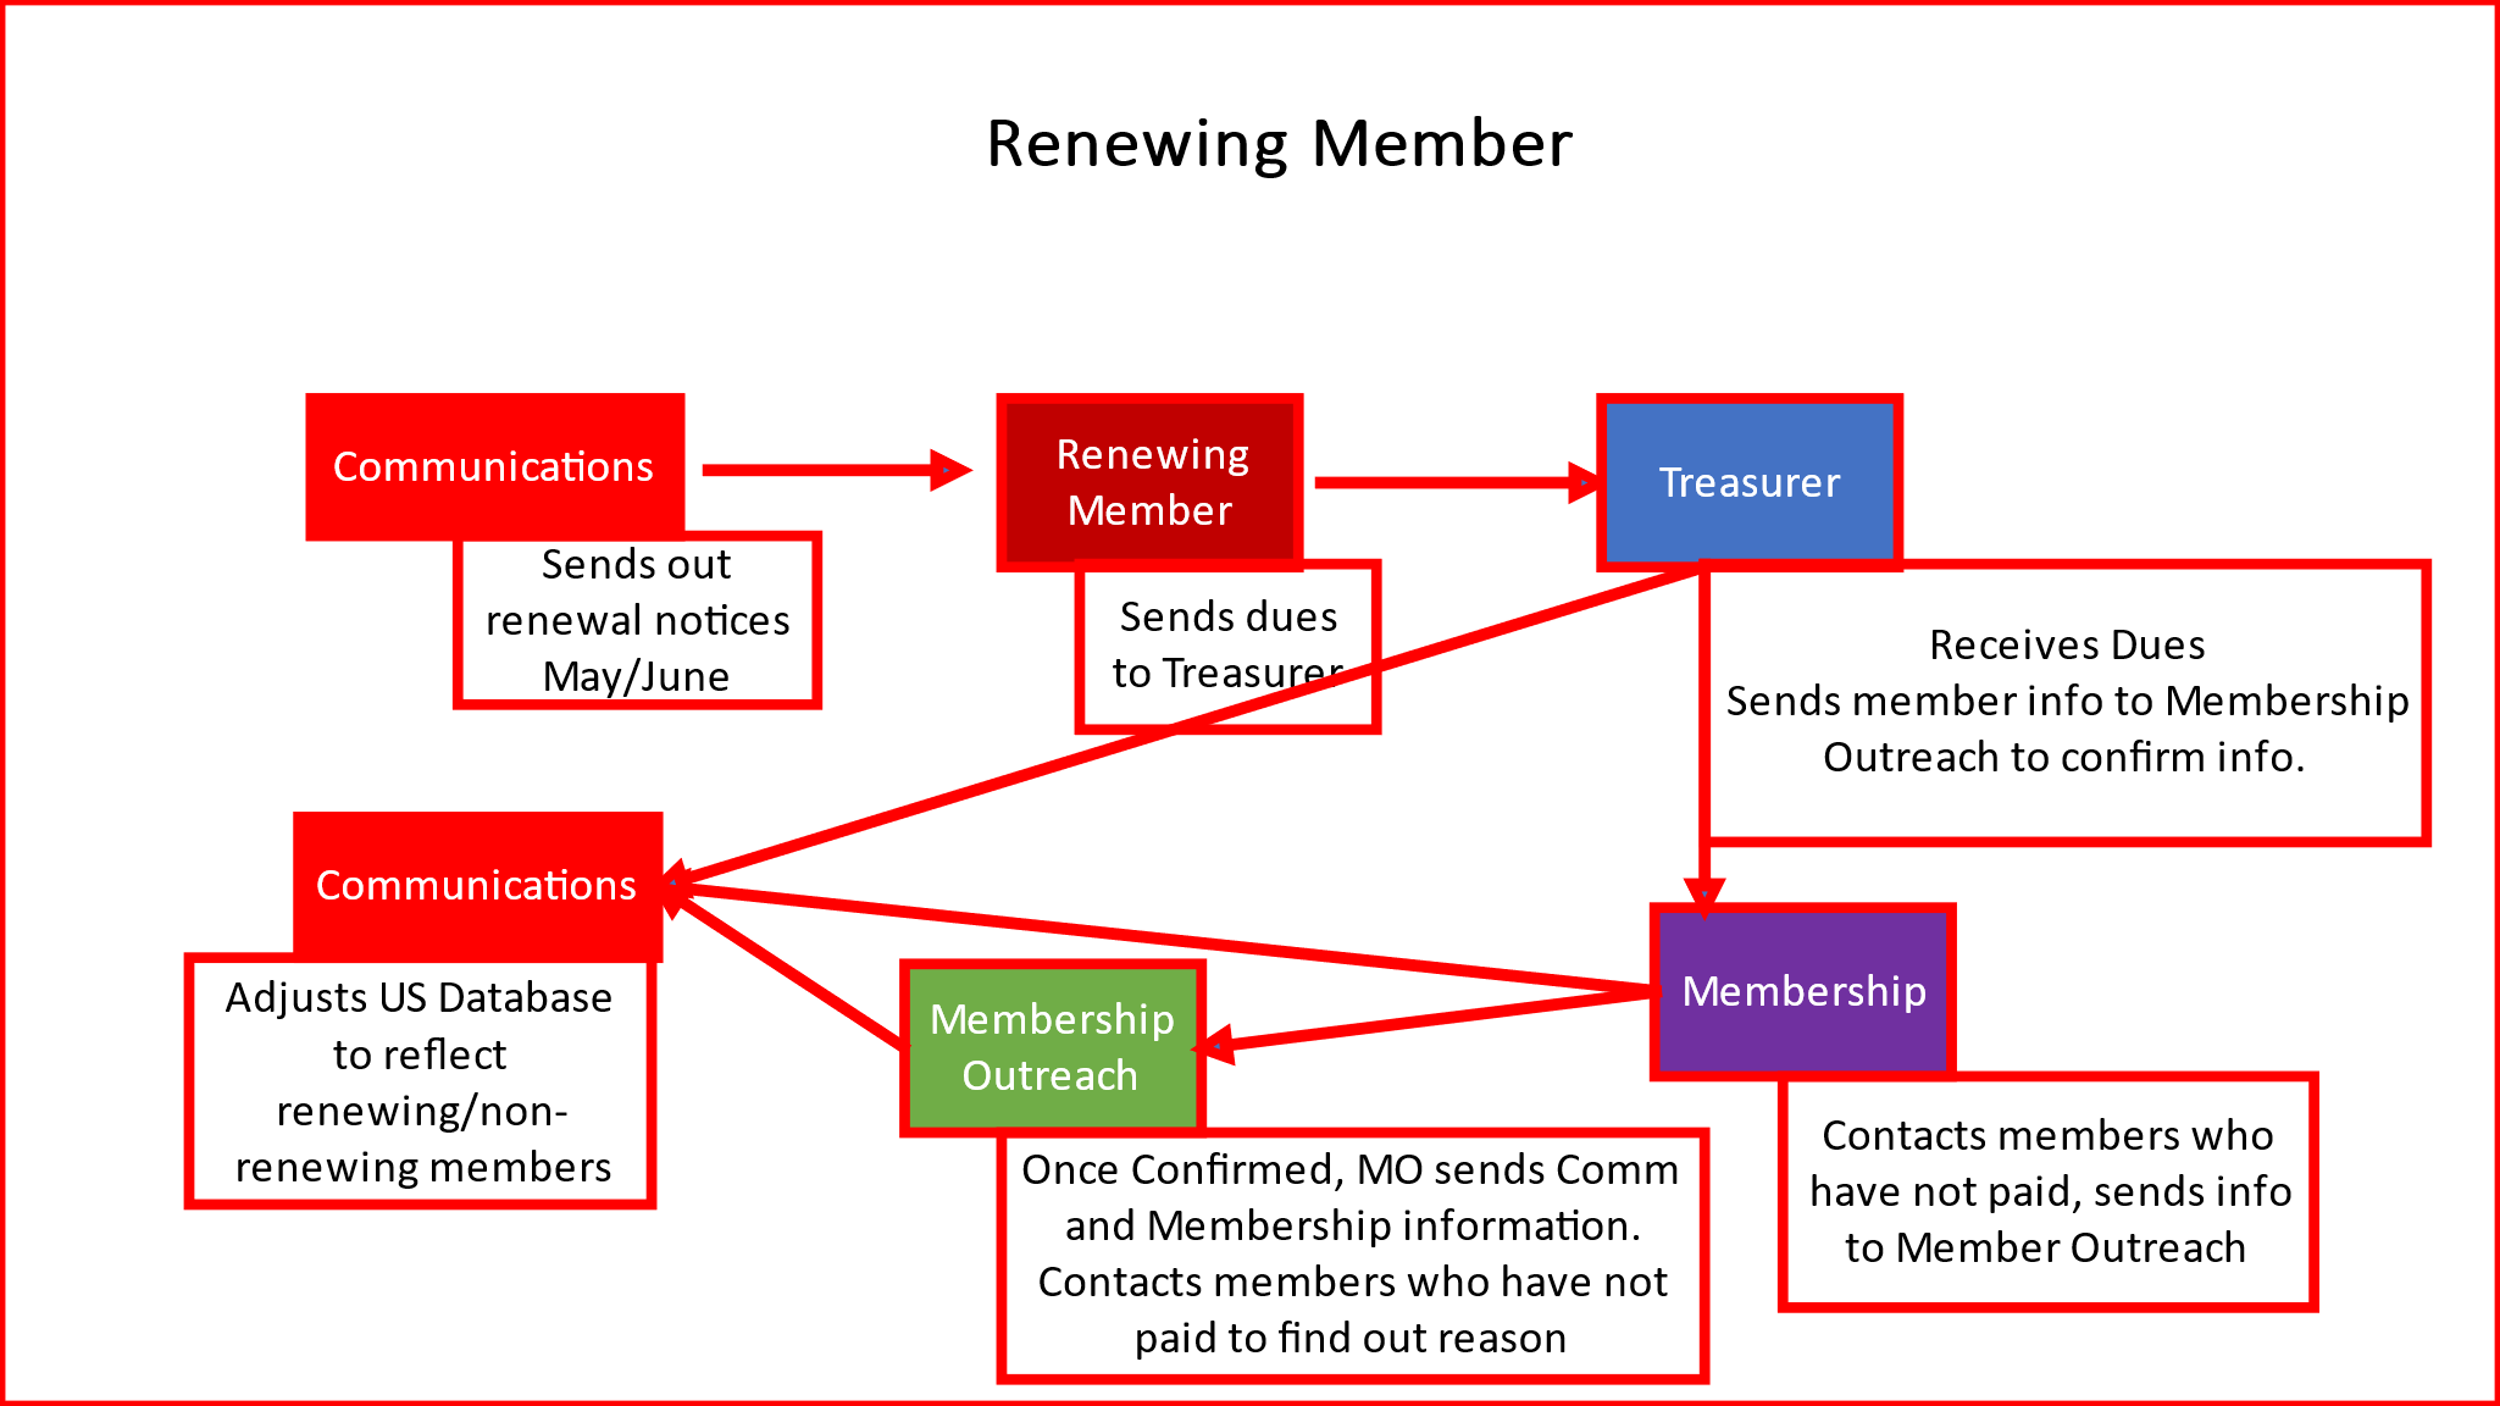 Renewing Member
Communications
Sends out
renewal notices
May/June
Renewing
Member
Sends dues
to Treasurer
Treasurer
Receives Dues
Sends member info to Membership
Outreach to confirm info.
Communications
Adjusts US Database
to reflect
renewing/non-
renewing members
Membership
Outreach
Once Confirmed, MO sends Comm
and Membership information.
Contacts members who have not
paid to find out reason
Membership
Contacts members who
have not paid, sends info
to Member Outreach